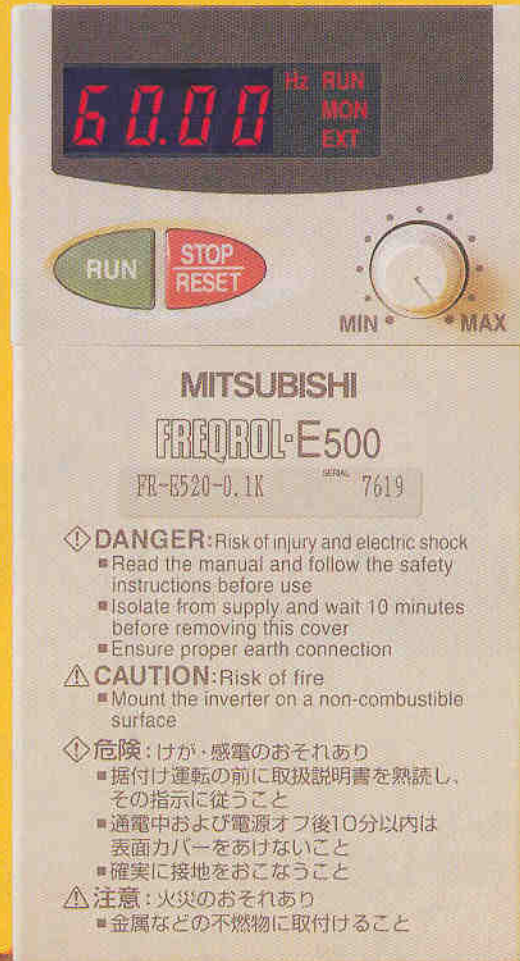 60.00 Hz RUN
MON
EXT
RUN
STOP
RESET
MIN MAX
MITSUBISHI
FREQROL-E500
FR-E520-0.1K SERIAL 7619
DANGER:Risk of injury and electric shock
■Read the manual and follow the safety
instructions before use
■Isolate from supply and wait 10 minutes
before removing this cover
■Ensure proper earth connection
CAUTION:Risk of fire
■Mount the inverter on a non-combustible
surface
危険：けが・感電のおそれあり
■据付け運転の前に取扱説明書を熟読し、
その指示に従うこと
■通電中および電源オフ後10分以内は
表面カバーをあけないこと
■確実に接地をおこなうこと
注意：火災のおそれあり
■金属などの不燃物に取付けること